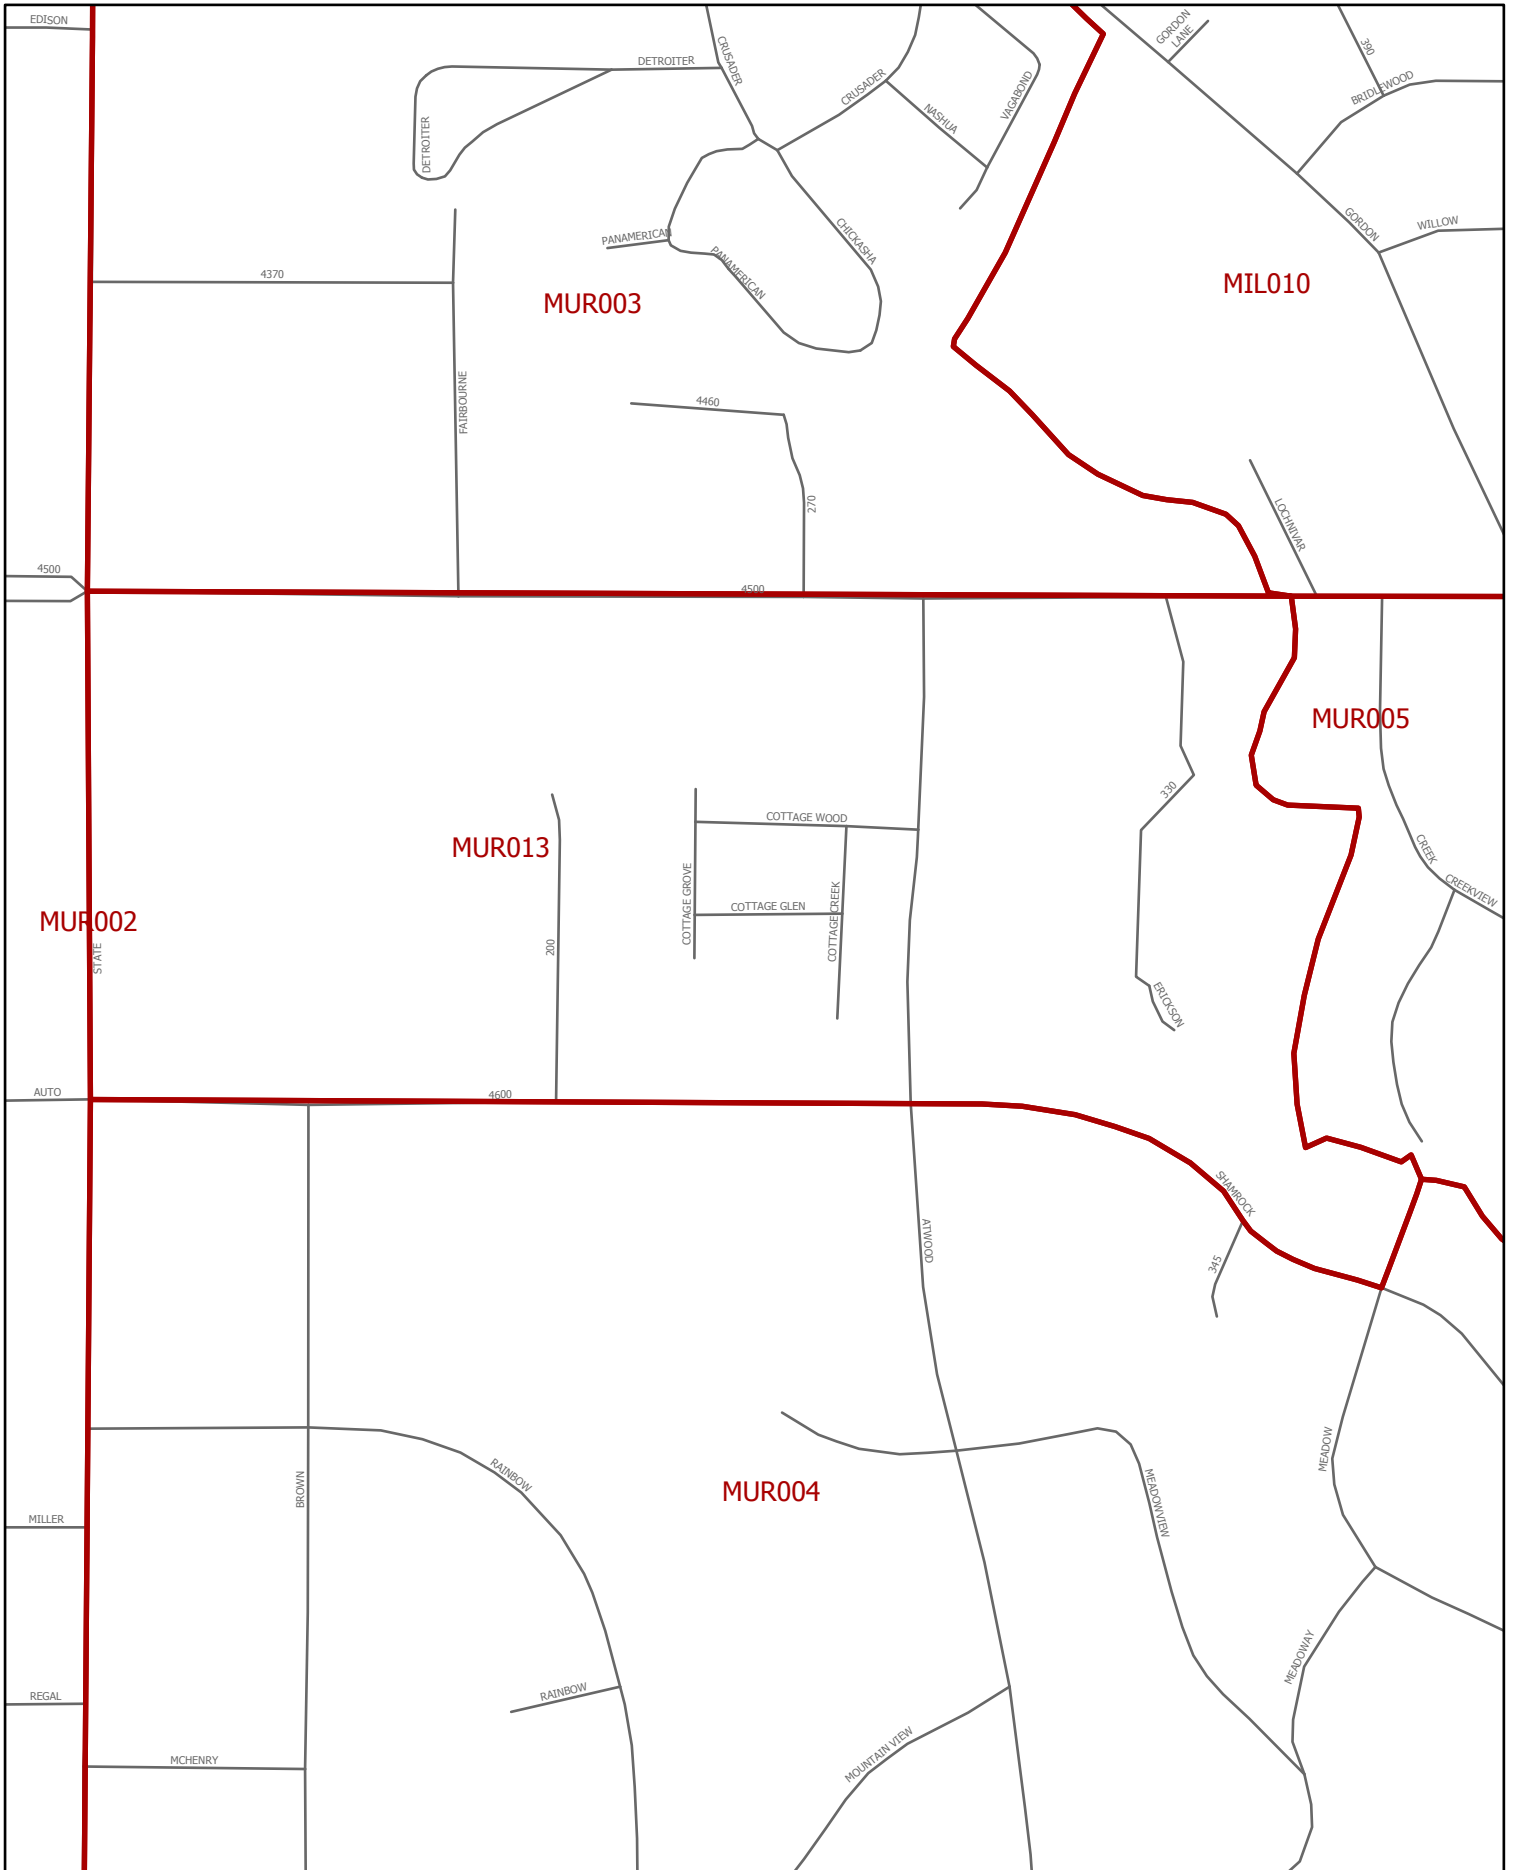 EDISON
GORDON
LANE
390
CRUSADER
DETROITER
CRUSADER
BRIDLEWOOD
VAGABOND
NASHUA
DETROITER
GORDON
WILLOW
CHICKASHA
PANAMERICAN
PANAMERICAN
4370
MIL010
MUR003
FAIRBOURNE
4460
270
LOCHNIVAR
4500
4500
MUR005
330
COTTAGE WOOD
MUR013
CREEK
CREEKVIEW
COTTAGE GROVE
COTTAGE GLEN
COTTAGE CREEK
MUR002
STATE
200
ERICKSON
AUTO
4600
SHAMROCK
ATWOOD
345
MEADOW
RAINBOW
BROWN
MUR004
MEADOWVIEW
MILLER
MEADOWAY
RAINBOW
REGAL
MOUNTAIN VIEW
MCHENRY